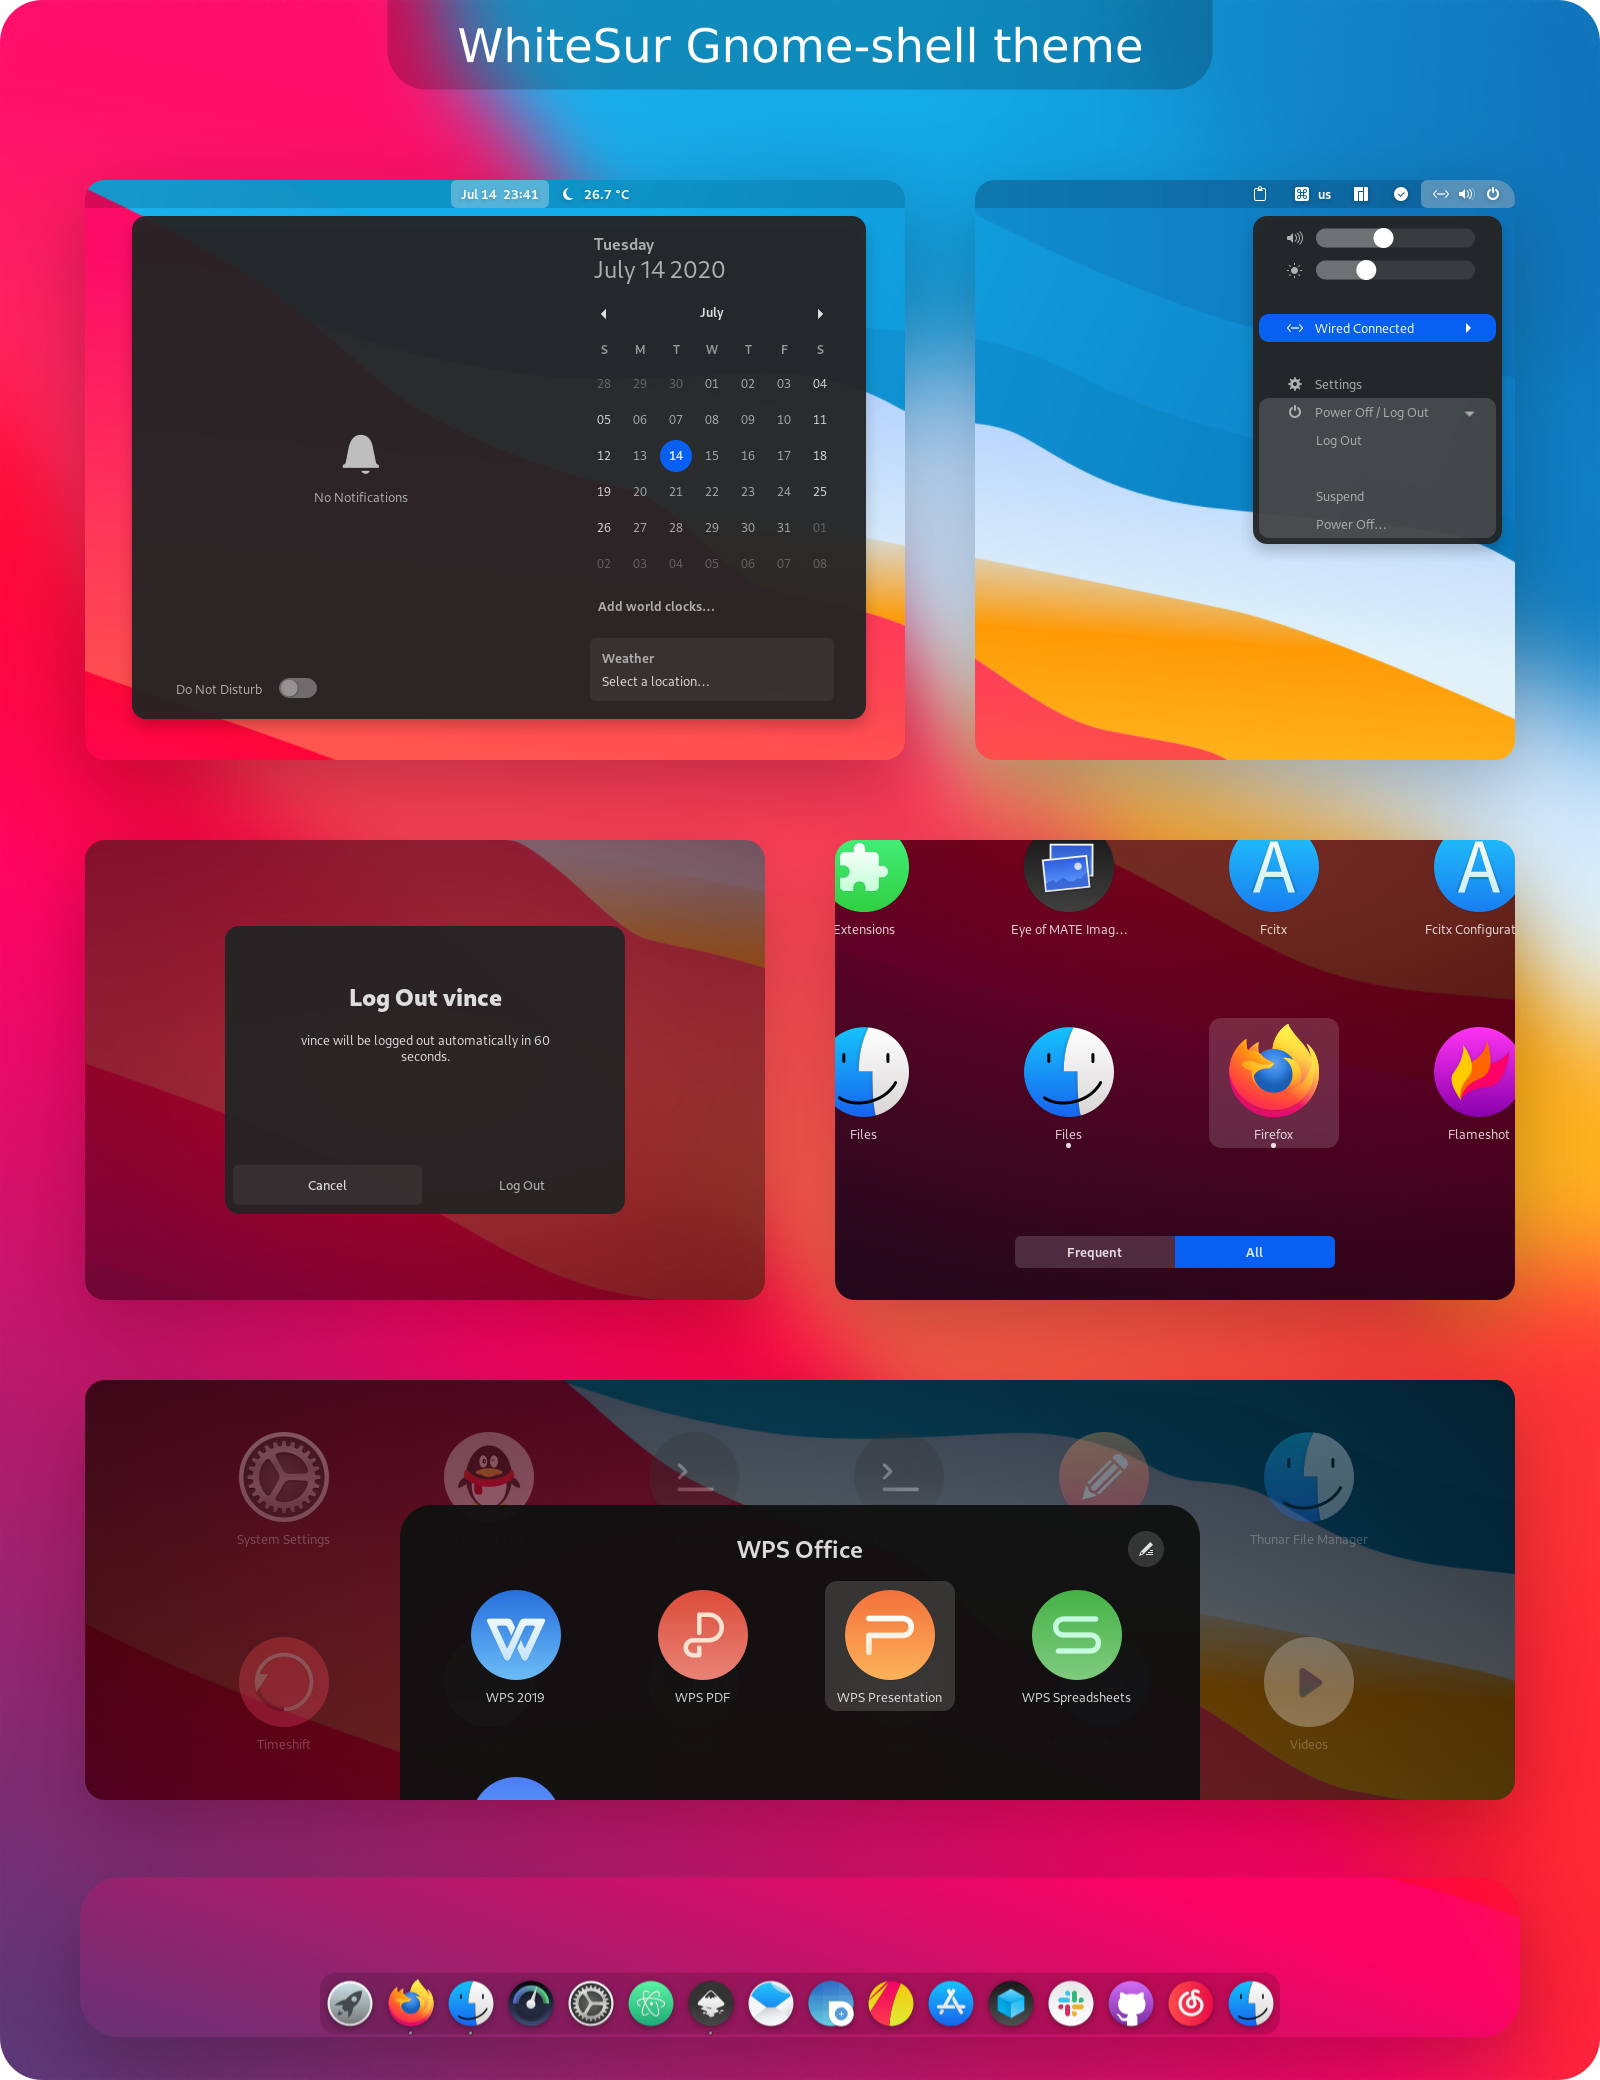 WhiteSur Gnome-shell theme
Jul 14 23:41
26.7 °C
Tuesday
July 14 2020
July
S M T W T F S
28 29 30 01 02 03 04
05 06 07 08 09 10 11
12 13 14 15 16 17 18
19 20 21 22 23 24 25
26 27 28 29 30 31 01
02 03 04 05 06 07 08
Add world clocks...
Weather
Select a location...
No Notifications
Do Not Disturb
us
Wired Connected
Settings
Power Off / Log Out
Log Out
Suspend
Power Off...
Log Out vince
vince will be logged out automatically in 60
seconds.
Cancel
Log Out
Extensions
Eye of MATE Imag...
Fcitx
Fcitx Configurat
Files
Files
Firefox
Flameshot
Frequent
All
System Settings
Thunar File Manager
Timeshift
Videos
WPS Office
WPS 2019
WPS PDF
WPS Presentation
WPS Spreadsheets